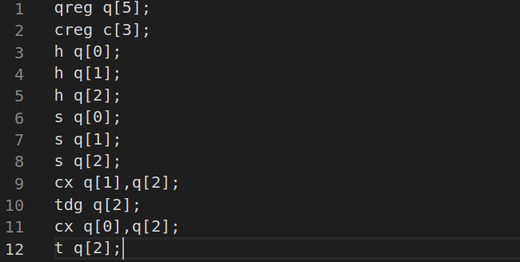 1 qreg q[5];
2 creg c[3];
3 h q[0];
4 h q[1];
5 h q[2];
6 s q[0];
7 s q[1];
8 s q[2];
9 cx q[1],q[2];
10 tdg q[2];
11 cx q[0],q[2];
12 t q[2];